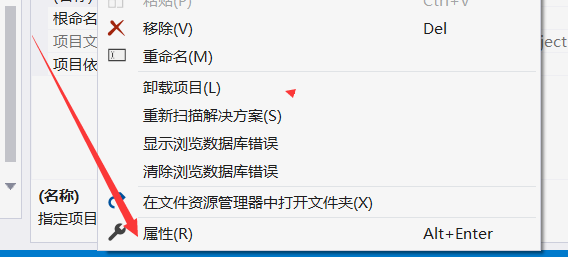 (名称)
粘贴(P) Ctrl+V
根命名
移除(V) Del
项目文
ject
重命名(M)
项目依
卸载项目(L)
重新扫描解决方案(S)
显示浏览数据库错误
清除浏览数据库错误
(名称)
在文件资源管理器中打开文件夹(X)
指定项目
属性(R) Alt+Enter